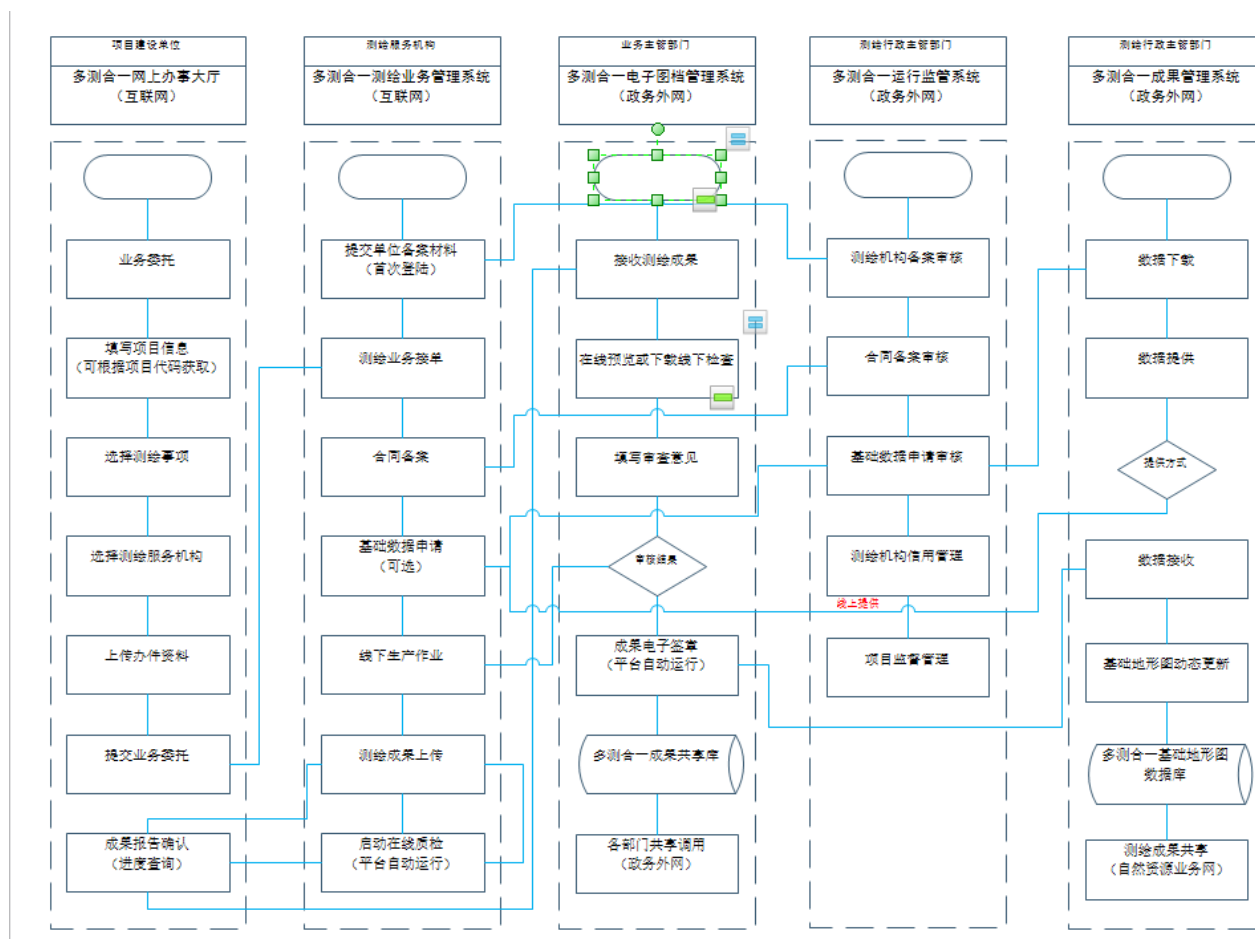 项目建设单位
多测合一网上办事大厅
（互联网）
业务委托
填写项目信息
（可根据项目代码获取）
选择测绘事项
选择测绘服务机构
上传办件资料
提交业务委托
成果报告确认
（进度查询）
测绘服务机构
多测合一测绘业务管理系统
（互联网）
提交单位备案材料
（首次登陆）
测绘业务接单
合同备案
基础数据申请
（可选）
线下生产作业
测绘成果上传
启动在线质检
（平台自动运行）
业务主管部门
多测合一电子图档管理系统
（政务外网）
接收测绘成果
在线预览或下载线下检查
填写审查意见
审核结果
成果电子签章
（平台自动运行）
多测合一成果共享库
各部门共享调用
（政务外网）
测绘行政主管部门
多测合一运行监管系统
（政务外网）
测绘机构备案审核
合同备案审核
基础数据申请审核
测绘机构信用管理
线上提供
项目监督管理
测绘行政主管部门
多测合一成果管理系统
（政务外网）
数据下载
数据提供
提供方式
数据接收
基础地形图动态更新
多测合一基础地形图
数据库
测绘成果共享
（自然资源业务网）